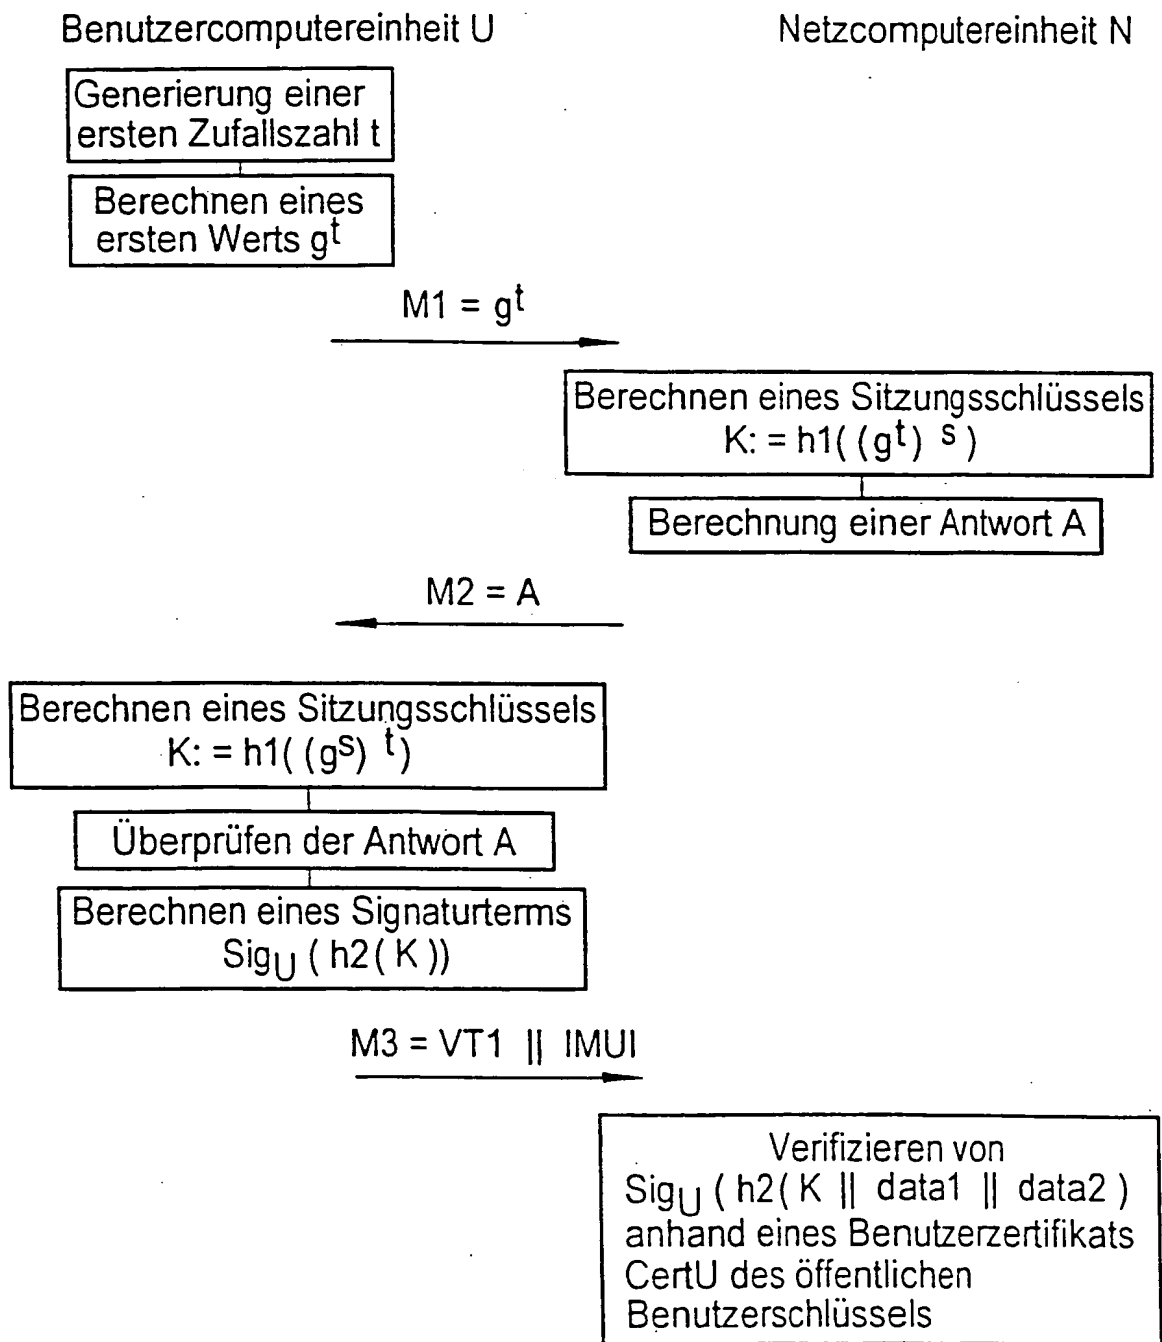 Benutzercomputereinheit U
Netzcomputereinheit N
Generierung einer
ersten Zufallszahl t
Berechnen eines
ersten Werts g^t
M1 = g^t
Berechnen eines Sitzungsschlüssels
K: = h1( (g^t) ^s )
Berechnung einer Antwort A
M2 = A
Berechnen eines Sitzungsschlüssels
K: = h1( (g^s) ^t )
Überprüfen der Antwort A
Berechnen eines Signaturterms
Sig_U ( h2( K ))
M3 = VT1 || IMUI
Verifizieren von
Sig_U ( h2( K || data1 || data2 )
anhand eines Benutzerzertifikats
CertU des öffentlichen
Benutzerschlüssels